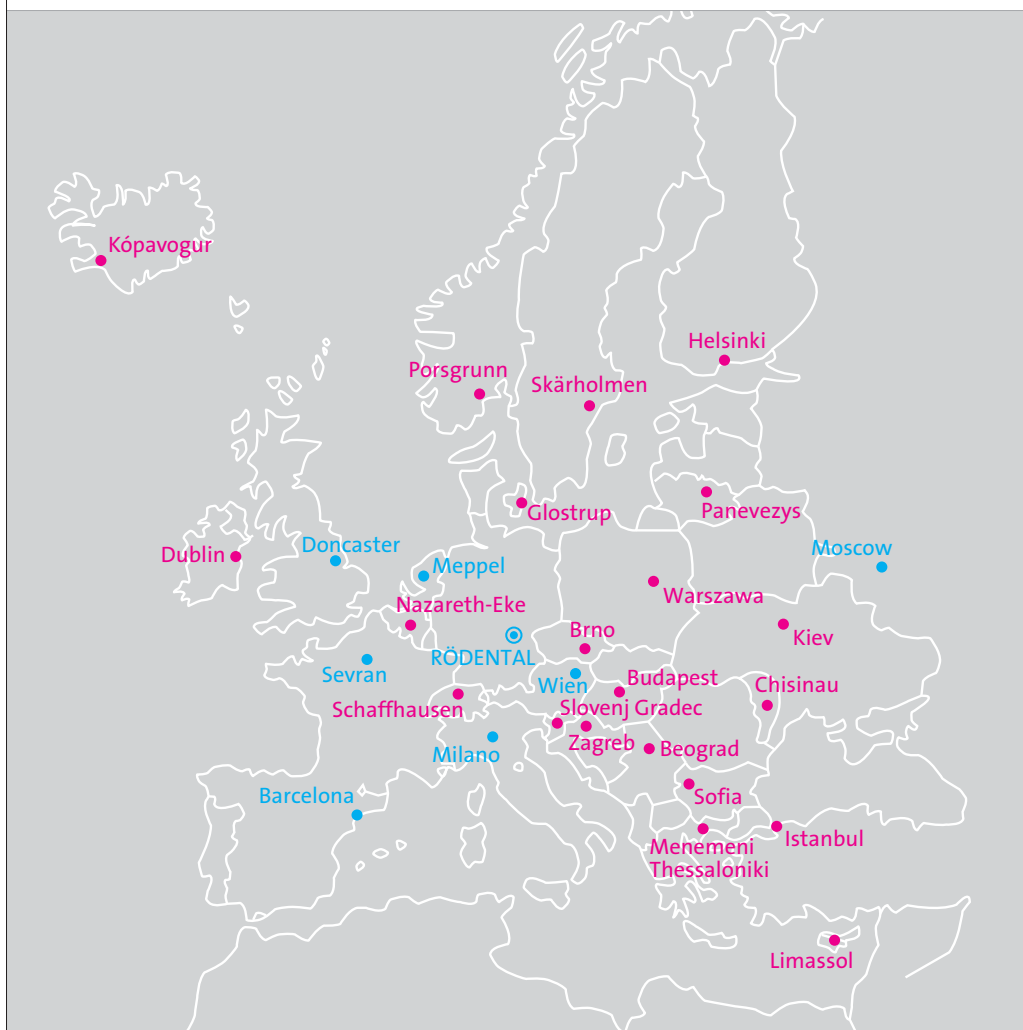 Kópavogur
Helsinki
Porsgrunn
Skärholmen
Glostrup
Panevezys
Dublin
Doncaster
Moscow
Meppel
Warszawa
Nazareth-Eke
Brno
Kiev
RÖDENTAL
Sevran
Wien
Budapest
Chisinau
Schaffhausen
Slovenj Gradec
Zagreb
Beograd
Milano
Barcelona
Sofia
Istanbul
Menemeni
Thessaloniki
Limassol